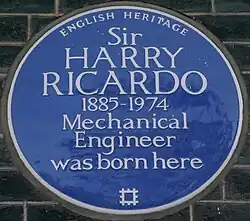 ENGLISH HERITAGE
Sir
HARRY
RICARDO
1885-1974
Mechanical
Engineer
was born here